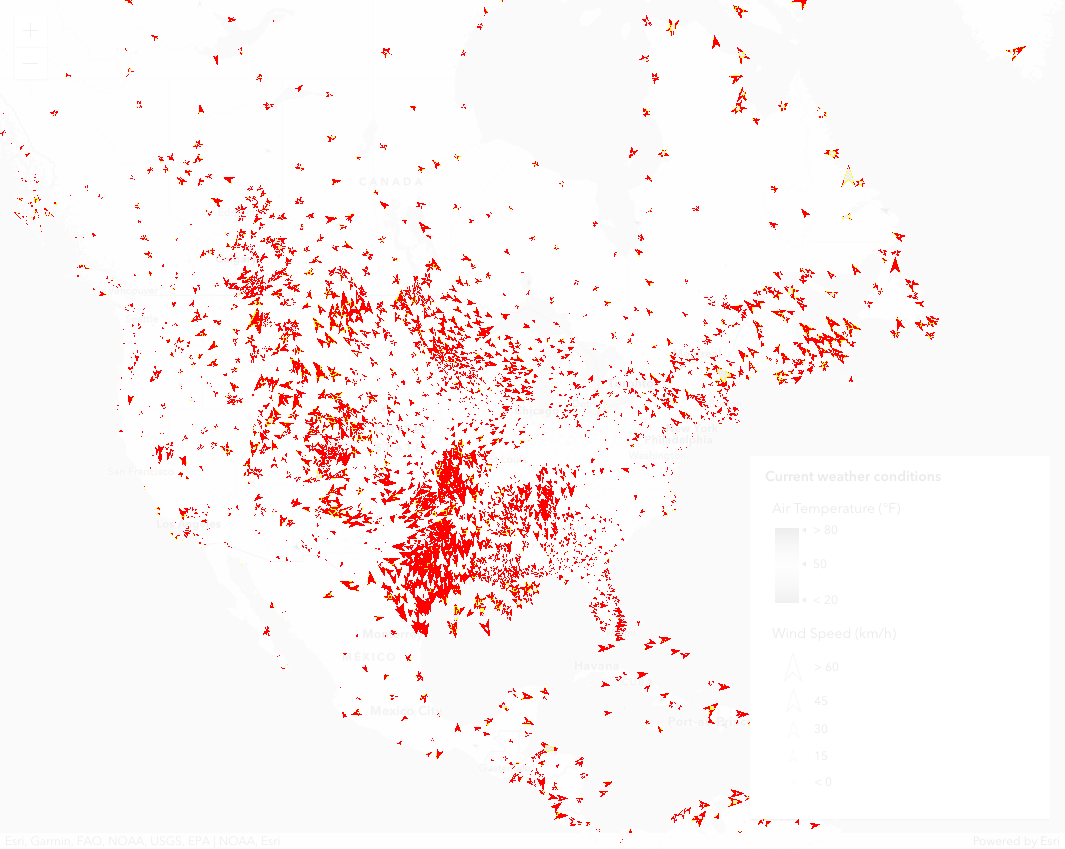 +
−
CANADA
Chicago
Philadelphia
Washington
San Francisco
Los Angeles
Monterrey
MÉXICO
Havana
Mexico City
Port-au-Prince
Current weather conditions
Air Temperature (°F)
> 80
50
< 20
Wind Speed (km/h)
> 60
45
30
15
< 0
Esri, Garmin, FAO, NOAA, USGS, EPA | NOAA, Esri
Powered by Esri